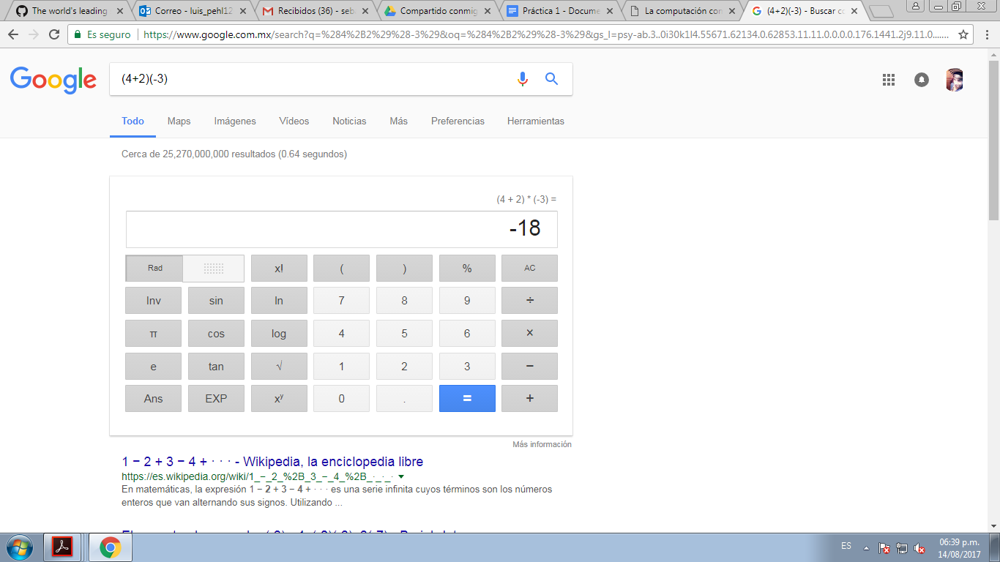 The world's leading
Correo - luis_pehl12
Recibidos (36) - seb
Compartido conmig
Práctica 1 - Docume
La computación con
(4+2)(-3) - Buscar co
Es seguro
https://www.google.com.mx/search?q=%284%2B2%29%28-3%29&oq=%284%2B2%29%28-3%29&gs_l=psy-ab.3..0i30k1l4.55671.62134.0.62853.11.11.0.0.0.0.176.1441.2j9.11.0.......
Google
(4+2)(-3)
Todo Maps Imágenes Vídeos Noticias Más Preferencias Herramientas
Cerca de 25,270,000,000 resultados (0.64 segundos)
(4 + 2) * (-3) =
-18
Rad x! ( ) % AC
Inv sin ln 7 8 9 ÷
π cos log 4 5 6 ×
e tan √ 1 2 3 −
Ans EXP xʸ 0 . = +
Más información
1 − 2 + 3 − 4 + · · · - Wikipedia, la enciclopedia libre
https://es.wikipedia.org/wiki/1_−_2_%2B_3_−_4_%2B_·_·_·
En matemáticas, la expresión 1 − 2 + 3 − 4 + · · · es una serie infinita cuyos términos son los números
enteros que van alternando sus signos. Utilizando ...
ES
06:39 p.m.
14/08/2017